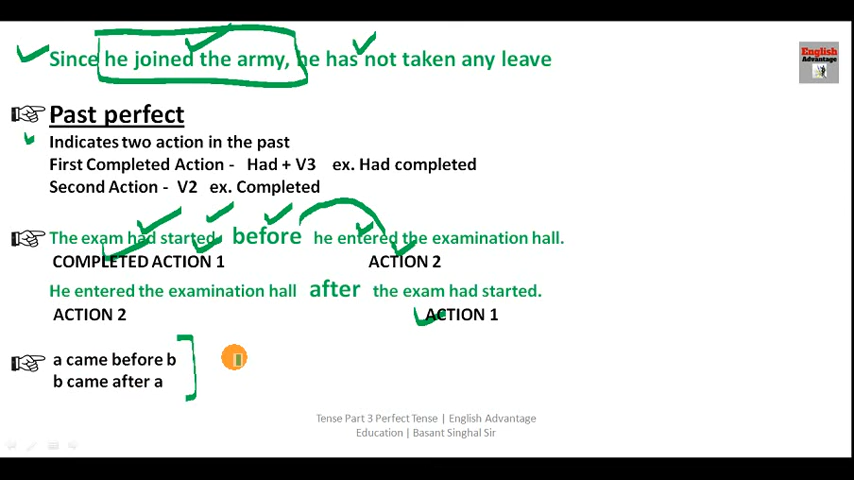 Since he joined the army, he has not taken any leave
English
Advantage
Past perfect
Indicates two action in the past
First Completed Action - Had + V3 ex. Had completed
Second Action - V2 ex. Completed
The exam had started before he entered the examination hall.
COMPLETED ACTION 1 ACTION 2
He entered the examination hall after the exam had started.
ACTION 2 ACTION 1
a came before b
b came after a
Tense Part 3 Perfect Tense | English Advantage
Education | Basant Singhal Sir